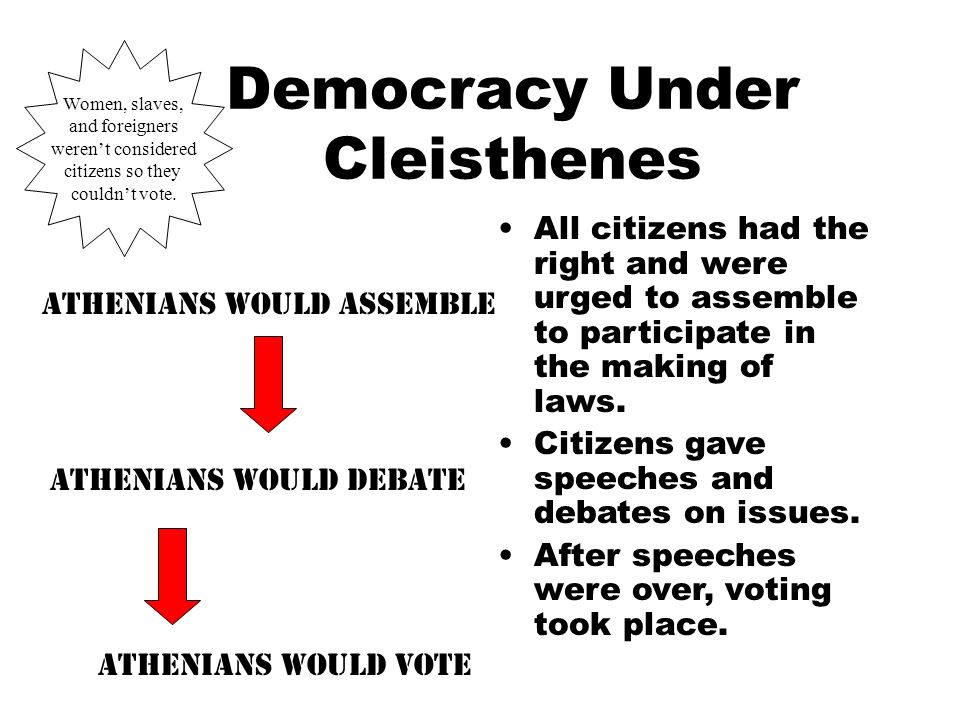 Women, slaves,
and foreigners
weren’t considered
citizens so they
couldn’t vote.
Democracy Under
Cleisthenes
ATHENIANS WOULD ASSEMBLE
ATHENIANS WOULD DEBATE
ATHENIANS WOULD VOTE
• All citizens had the
right and were
urged to assemble
to participate in
the making of
laws.
• Citizens gave
speeches and
debates on issues.
• After speeches
were over, voting
took place.